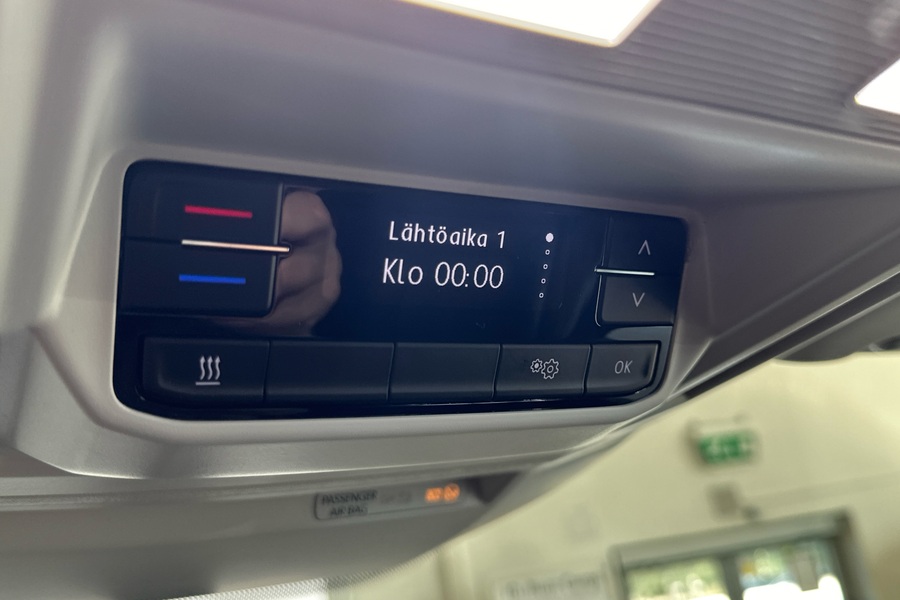 Lähtöaika 1
Klo 00:00
OK
PASSENGER
AIR BAG